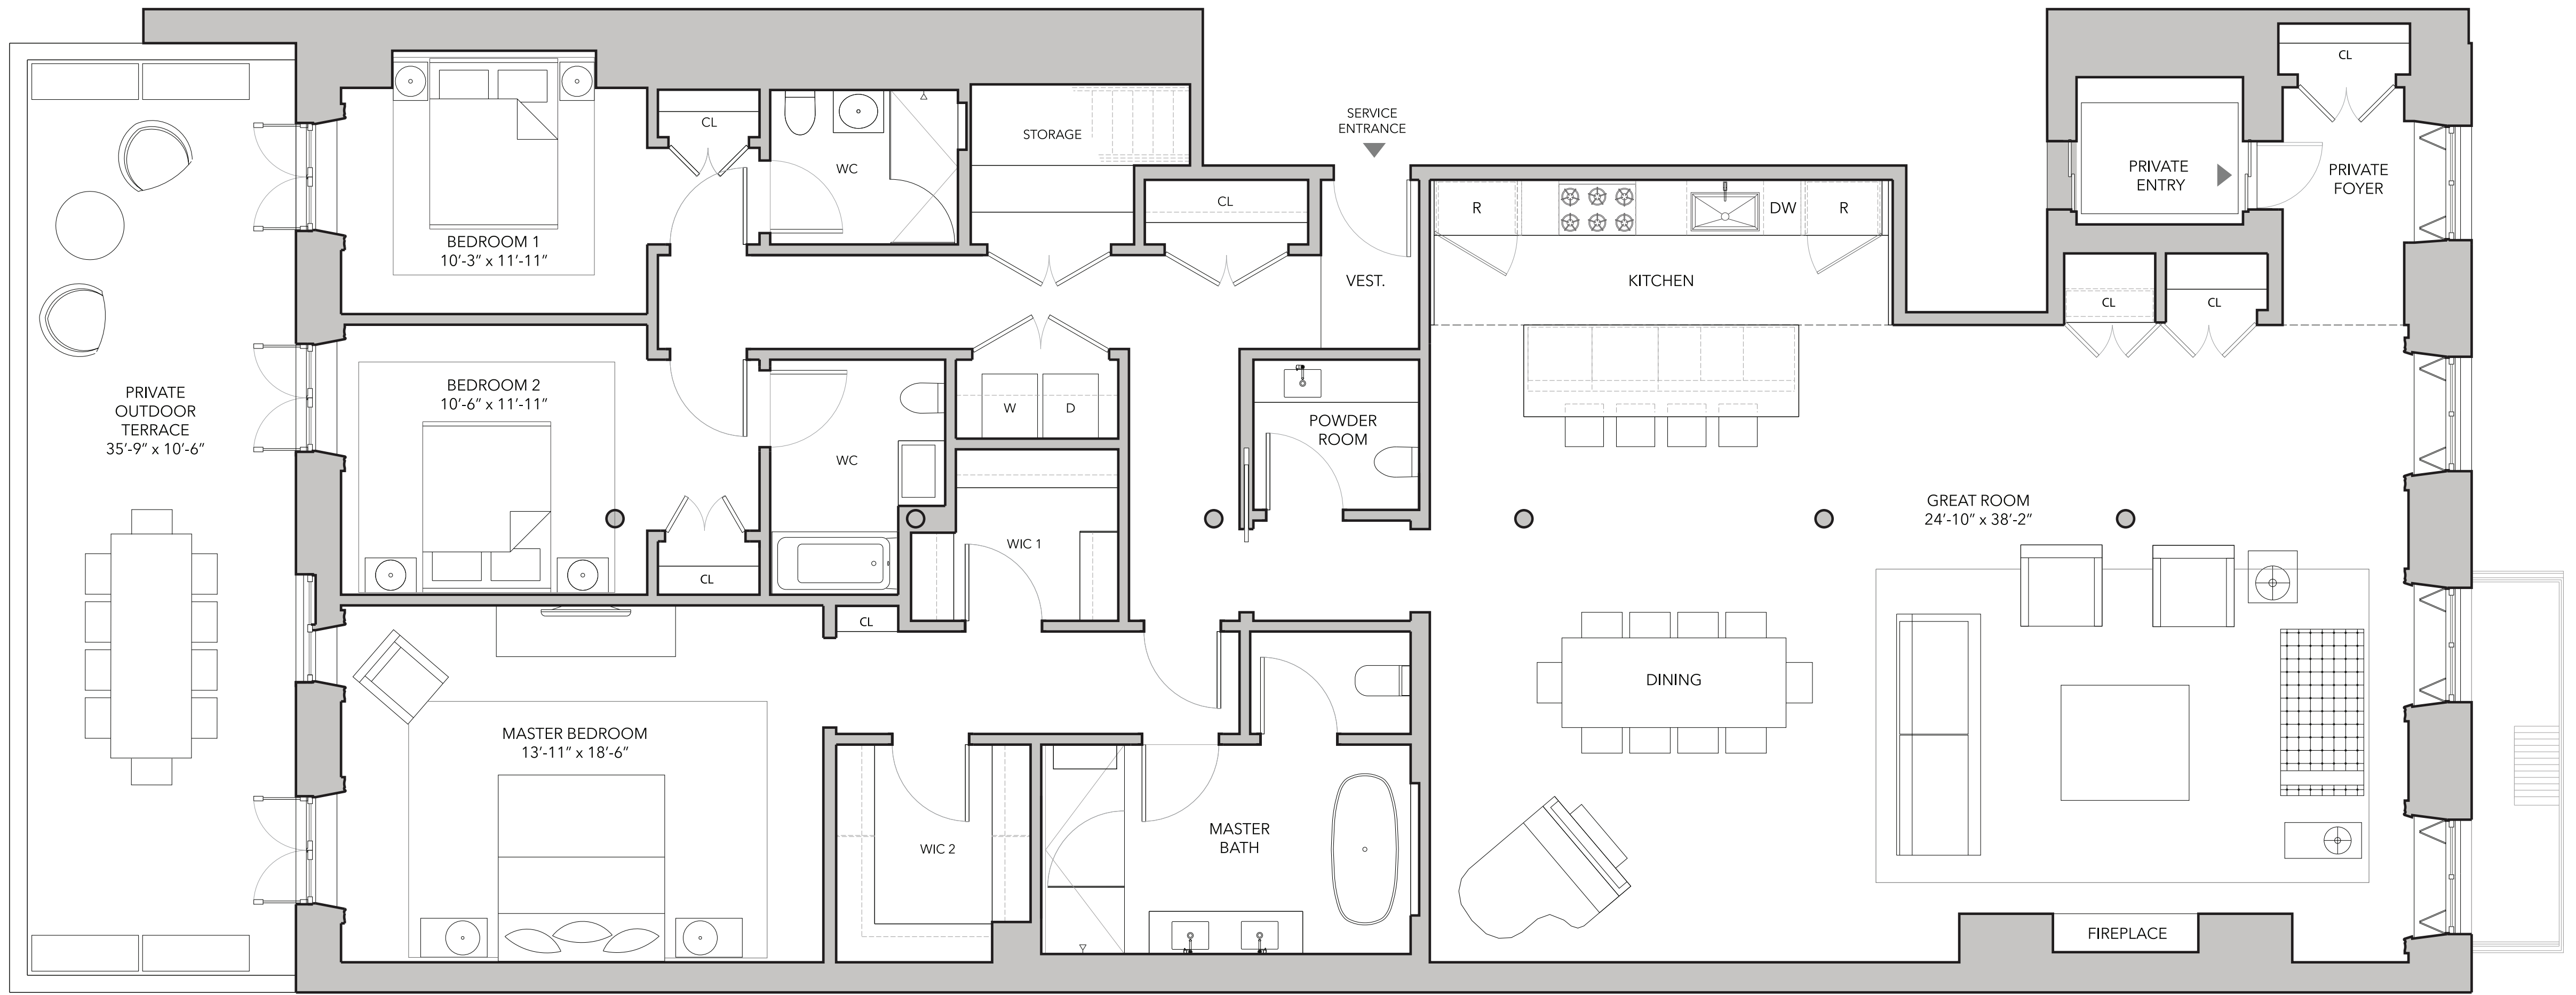 CL
SERVICE
ENTRANCE
CL
STORAGE
WC
PRIVATE
ENTRY
PRIVATE
FOYER
CL
R
DW
R
BEDROOM 1
10'-3" x 11'-11"
VEST.
KITCHEN
CL
CL
BEDROOM 2
10'-6" x 11'-11"
PRIVATE
OUTDOOR
TERRACE
35'-9" x 10'-6"
W
D
POWDER
ROOM
WC
GREAT ROOM
24'-10" x 38'-2"
WIC 1
CL
CL
DINING
MASTER BEDROOM
13'-11" x 18'-6"
WIC 2
MASTER
BATH
FIREPLACE